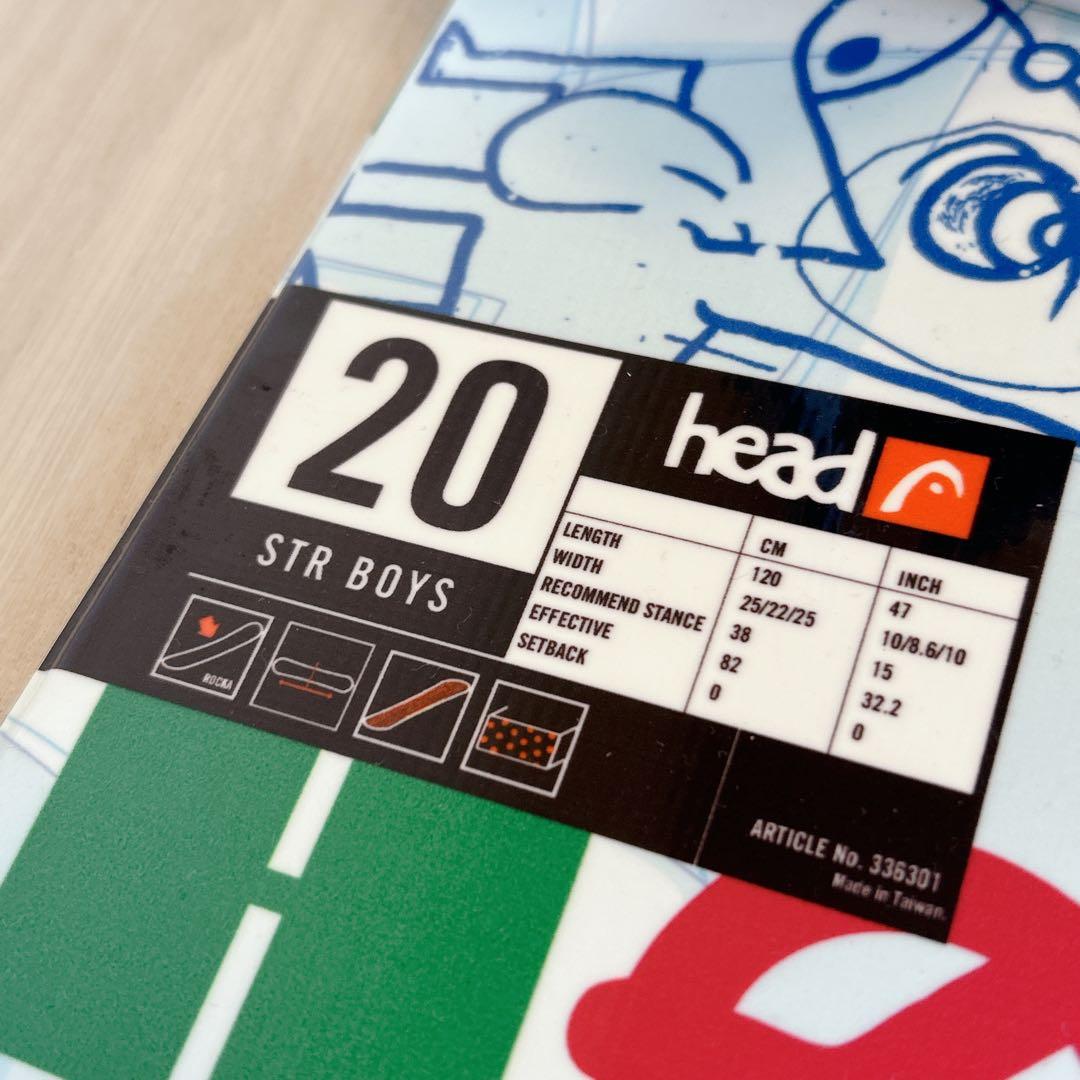 20
STR BOYS
ROCKA
head
CM INCH
LENGTH 120 47
WIDTH 25/22/25 10/8.6/10
RECOMMEND STANCE 38 15
EFFECTIVE 82 32.2
SETBACK 0 0
ARTICLE No. 336301
Made in Taiwan.
H